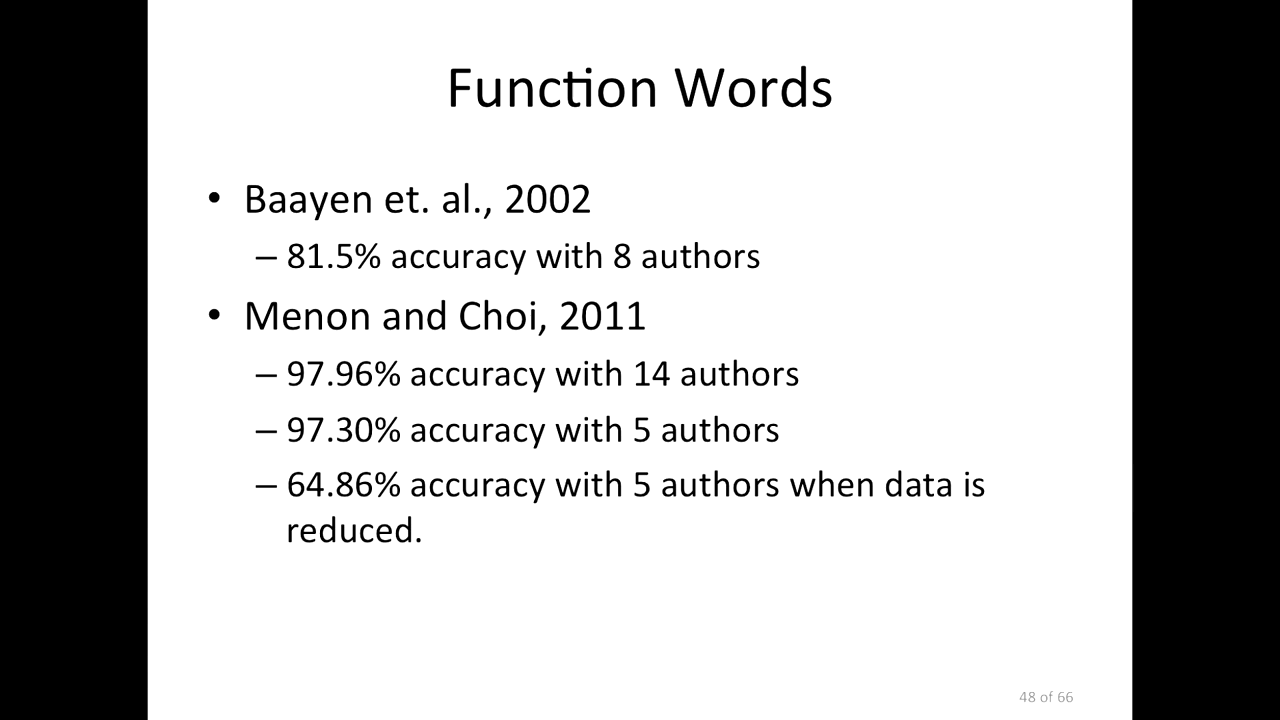 Function Words
• Baayen et. al., 2002
– 81.5% accuracy with 8 authors
• Menon and Choi, 2011
– 97.96% accuracy with 14 authors
– 97.30% accuracy with 5 authors
– 64.86% accuracy with 5 authors when data is
reduced.
48 of 66